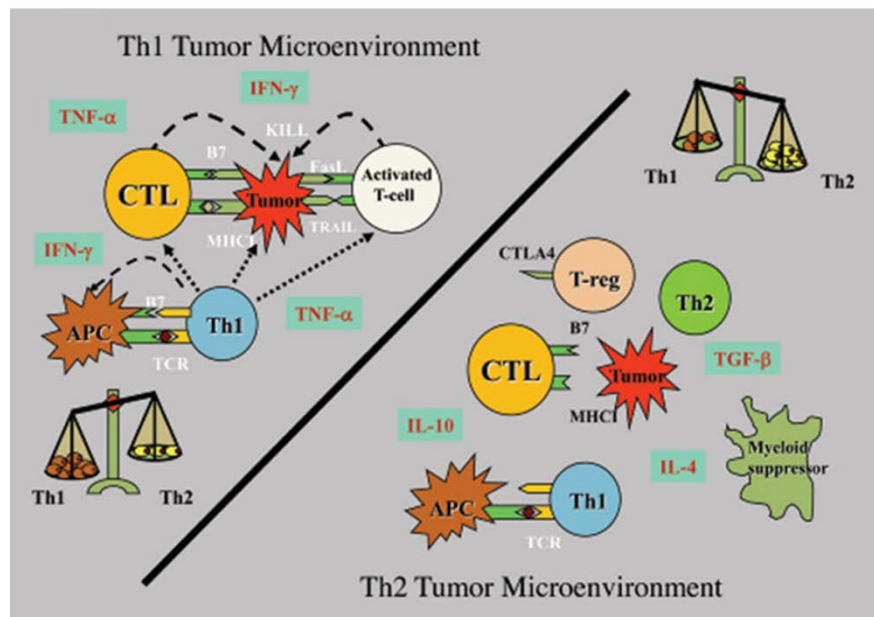 Th1 Tumor Microenvironment
IFN-γ
TNF-α
KILL
B7
FasL
CTL
Tumor
Activated
T-cell
MHCI
TRAIL
IFN-γ
B7
APC
Th1
TNF-α
TCR
Th1
Th2
Th1
Th2
CTLA4
T-reg
Th2
B7
CTL
Tumor
TGF-β
MHCI
IL-10
IL-4
Myeloid
suppressor
APC
Th1
TCR
Th2 Tumor Microenvironment